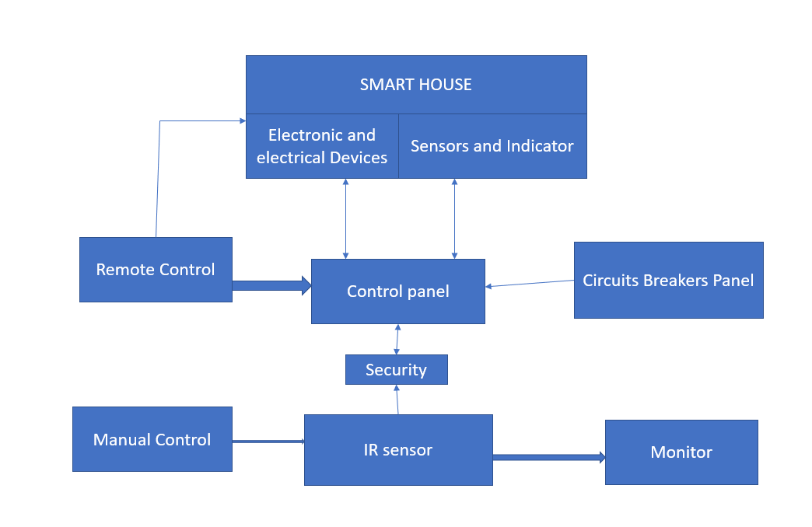 SMART HOUSE
Electronic and
electrical Devices
Sensors and Indicator
Remote Control
Control panel
Circuits Breakers Panel
Security
Manual Control
IR sensor
Monitor